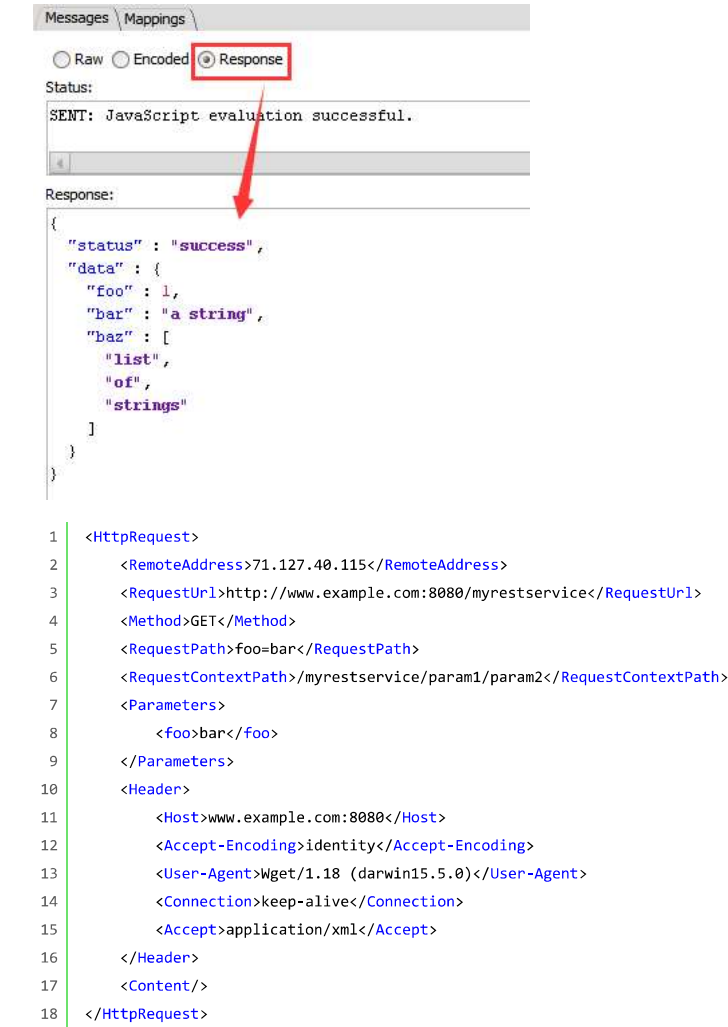 Messages Mappings
Raw Encoded Response
Status:
SENT: JavaScript evaluation successful.
Response:
{
"status" : "success",
"data" : {
"foo" : 1,
"bar" : "a string",
"baz" : [
"list",
"of",
"strings"
]
}
}
1 <HttpRequest>
2 <RemoteAddress>71.127.40.115</RemoteAddress>
3 <RequestUrl>http://www.example.com:8080/myrestservice</RequestUrl>
4 <Method>GET</Method>
5 <RequestPath>foo=bar</RequestPath>
6 <RequestContextPath>/myrestservice/param1/param2</RequestContextPath>
7 <Parameters>
8 <foo>bar</foo>
9 </Parameters>
10 <Header>
11 <Host>www.example.com:8080</Host>
12 <Accept-Encoding>identity</Accept-Encoding>
13 <User-Agent>Wget/1.18 (darwin15.5.0)</User-Agent>
14 <Connection>keep-alive</Connection>
15 <Accept>application/xml</Accept>
16 </Header>
17 <Content/>
18 </HttpRequest>